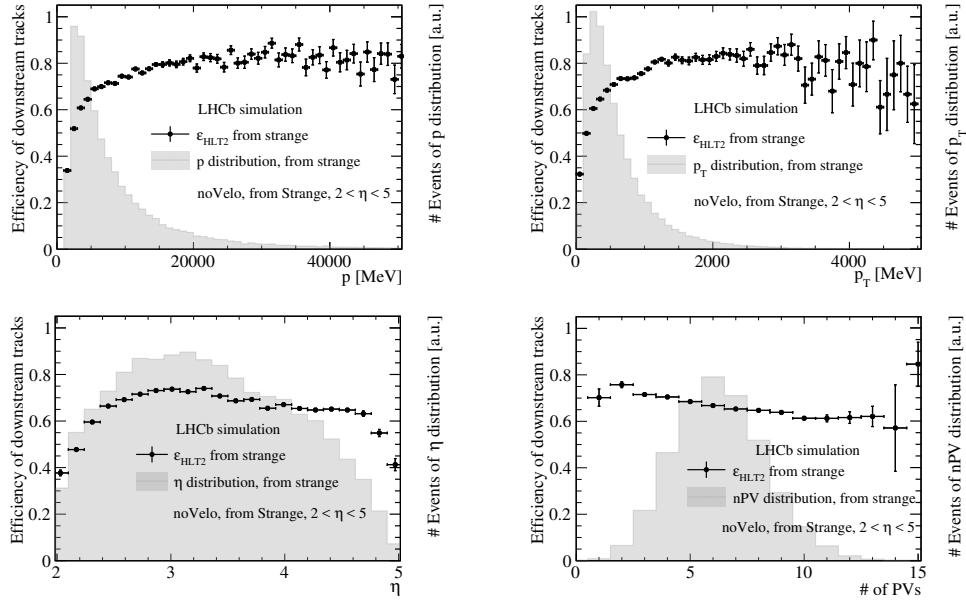 Efficiency of downstream tracks
1
0.8
0.6
0.4
0.2
0
LHCb simulation
ε_HLT2 from strange
p distribution, from strange
noVelo, from Strange, 2 < η < 5
0
20000
40000
p [MeV]
# Events of p distribution [a.u.]
Efficiency of downstream tracks
1
0.8
0.6
0.4
0.2
0
LHCb simulation
ε_HLT2 from strange
p_T distribution, from strange
noVelo, from Strange, 2 < η < 5
0
2000
4000
p_T [MeV]
# Events of p_T distribution [a.u.]
Efficiency of downstream tracks
1
0.8
0.6
0.4
0.2
0
LHCb simulation
ε_HLT2 from strange
η distribution, from strange
noVelo, from Strange, 2 < η < 5
2
3
4
5
η
# Events of η distribution [a.u.]
Efficiency of downstream tracks
1
0.8
0.6
0.4
0.2
0
LHCb simulation
ε_HLT2 from strange
nPV distribution, from strange
noVelo, from Strange, 2 < η < 5
0
5
10
15
# of PVs
# Events of nPV distribution [a.u.]